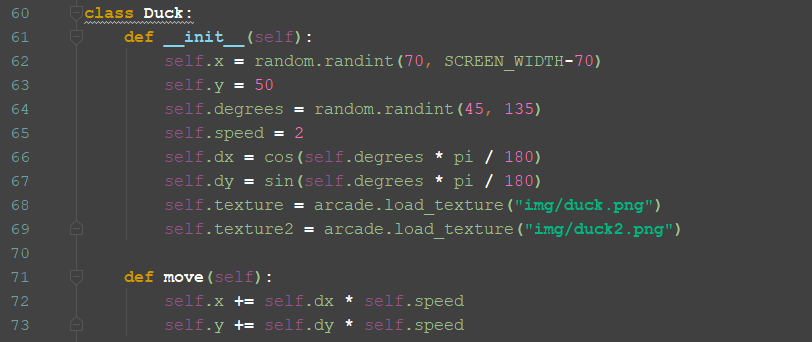 60 class Duck:
61     def __init__(self):
62         self.x = random.randint(70, SCREEN_WIDTH-70)
63         self.y = 50
64         self.degrees = random.randint(45, 135)
65         self.speed = 2
66         self.dx = cos(self.degrees * pi / 180)
67         self.dy = sin(self.degrees * pi / 180)
68         self.texture = arcade.load_texture("img/duck.png")
69         self.texture2 = arcade.load_texture("img/duck2.png")
70
71     def move(self):
72         self.x += self.dx * self.speed
73         self.y += self.dy * self.speed